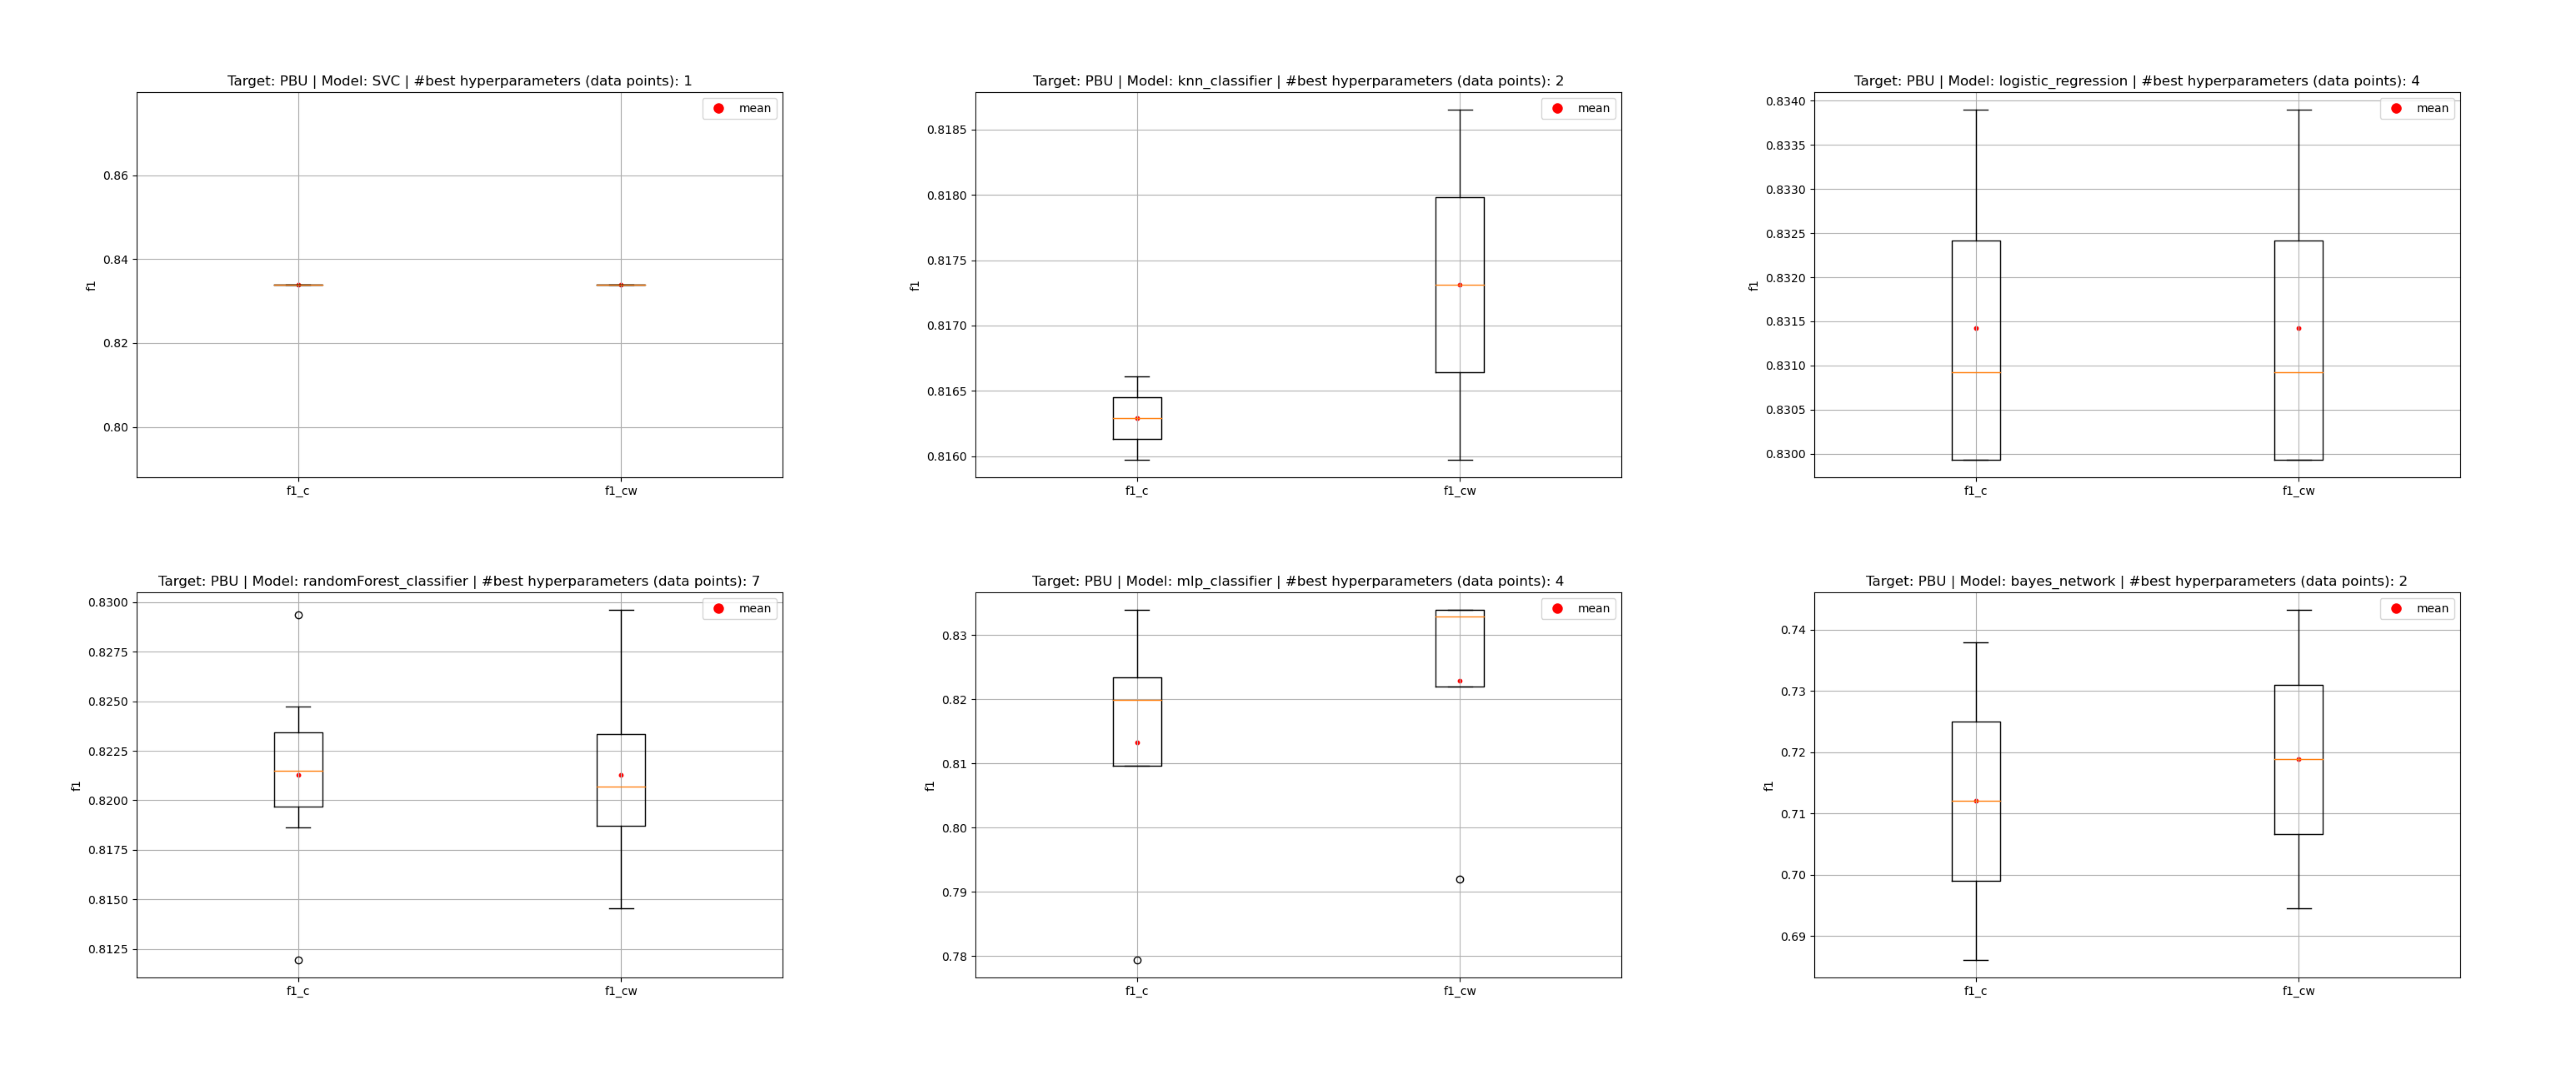 Target: PBU | Model: SVC | #best hyperparameters (data points): 1
mean
0.86
0.84
0.82
0.80
f1
f1_c
f1_cw
Target: PBU | Model: knn_classifier | #best hyperparameters (data points): 2
mean
0.8185
0.8180
0.8175
0.8170
0.8165
0.8160
f1
f1_c
f1_cw
Target: PBU | Model: logistic_regression | #best hyperparameters (data points): 4
mean
0.8340
0.8335
0.8330
0.8325
0.8320
0.8315
0.8310
0.8305
0.8300
f1
f1_c
f1_cw
Target: PBU | Model: randomForest_classifier | #best hyperparameters (data points): 7
mean
0.8300
0.8275
0.8250
0.8225
0.8200
0.8175
0.8150
0.8125
f1
f1_c
f1_cw
Target: PBU | Model: mlp_classifier | #best hyperparameters (data points): 4
mean
0.83
0.82
0.81
0.80
0.79
0.78
f1
f1_c
f1_cw
Target: PBU | Model: bayes_network | #best hyperparameters (data points): 2
mean
0.74
0.73
0.72
0.71
0.70
0.69
f1
f1_c
f1_cw